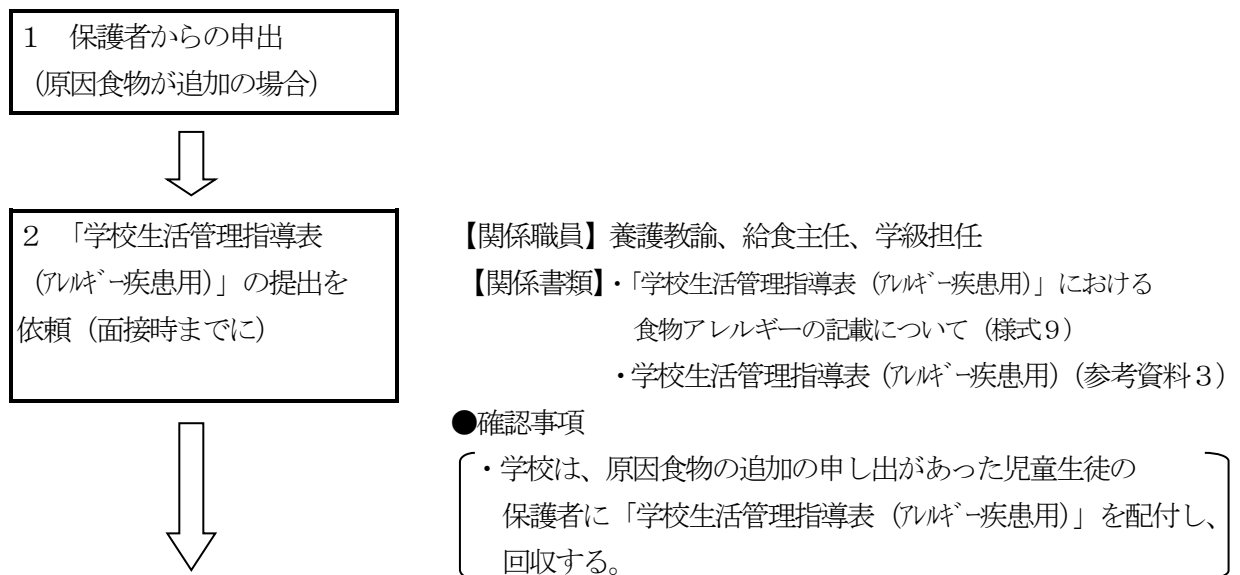 １　保護者からの申出
（原因食物が追加の場合）
２　「学校生活管理指導表
（ｱﾚﾙｷﾞｰ疾患用）」の提出を
依頼（面接時までに）
【関係職員】養護教諭、給食主任、学級担任
【関係書類】・「学校生活管理指導表（ｱﾚﾙｷﾞｰ疾患用）」における
食物アレルギーの記載について（様式９）
・学校生活管理指導表（ｱﾚﾙｷﾞｰ疾患用）（参考資料３）
●確認事項
・学校は、原因食物の追加の申し出があった児童生徒の
保護者に「学校生活管理指導表（ｱﾚﾙｷﾞｰ疾患用）」を配付し、
回収する。